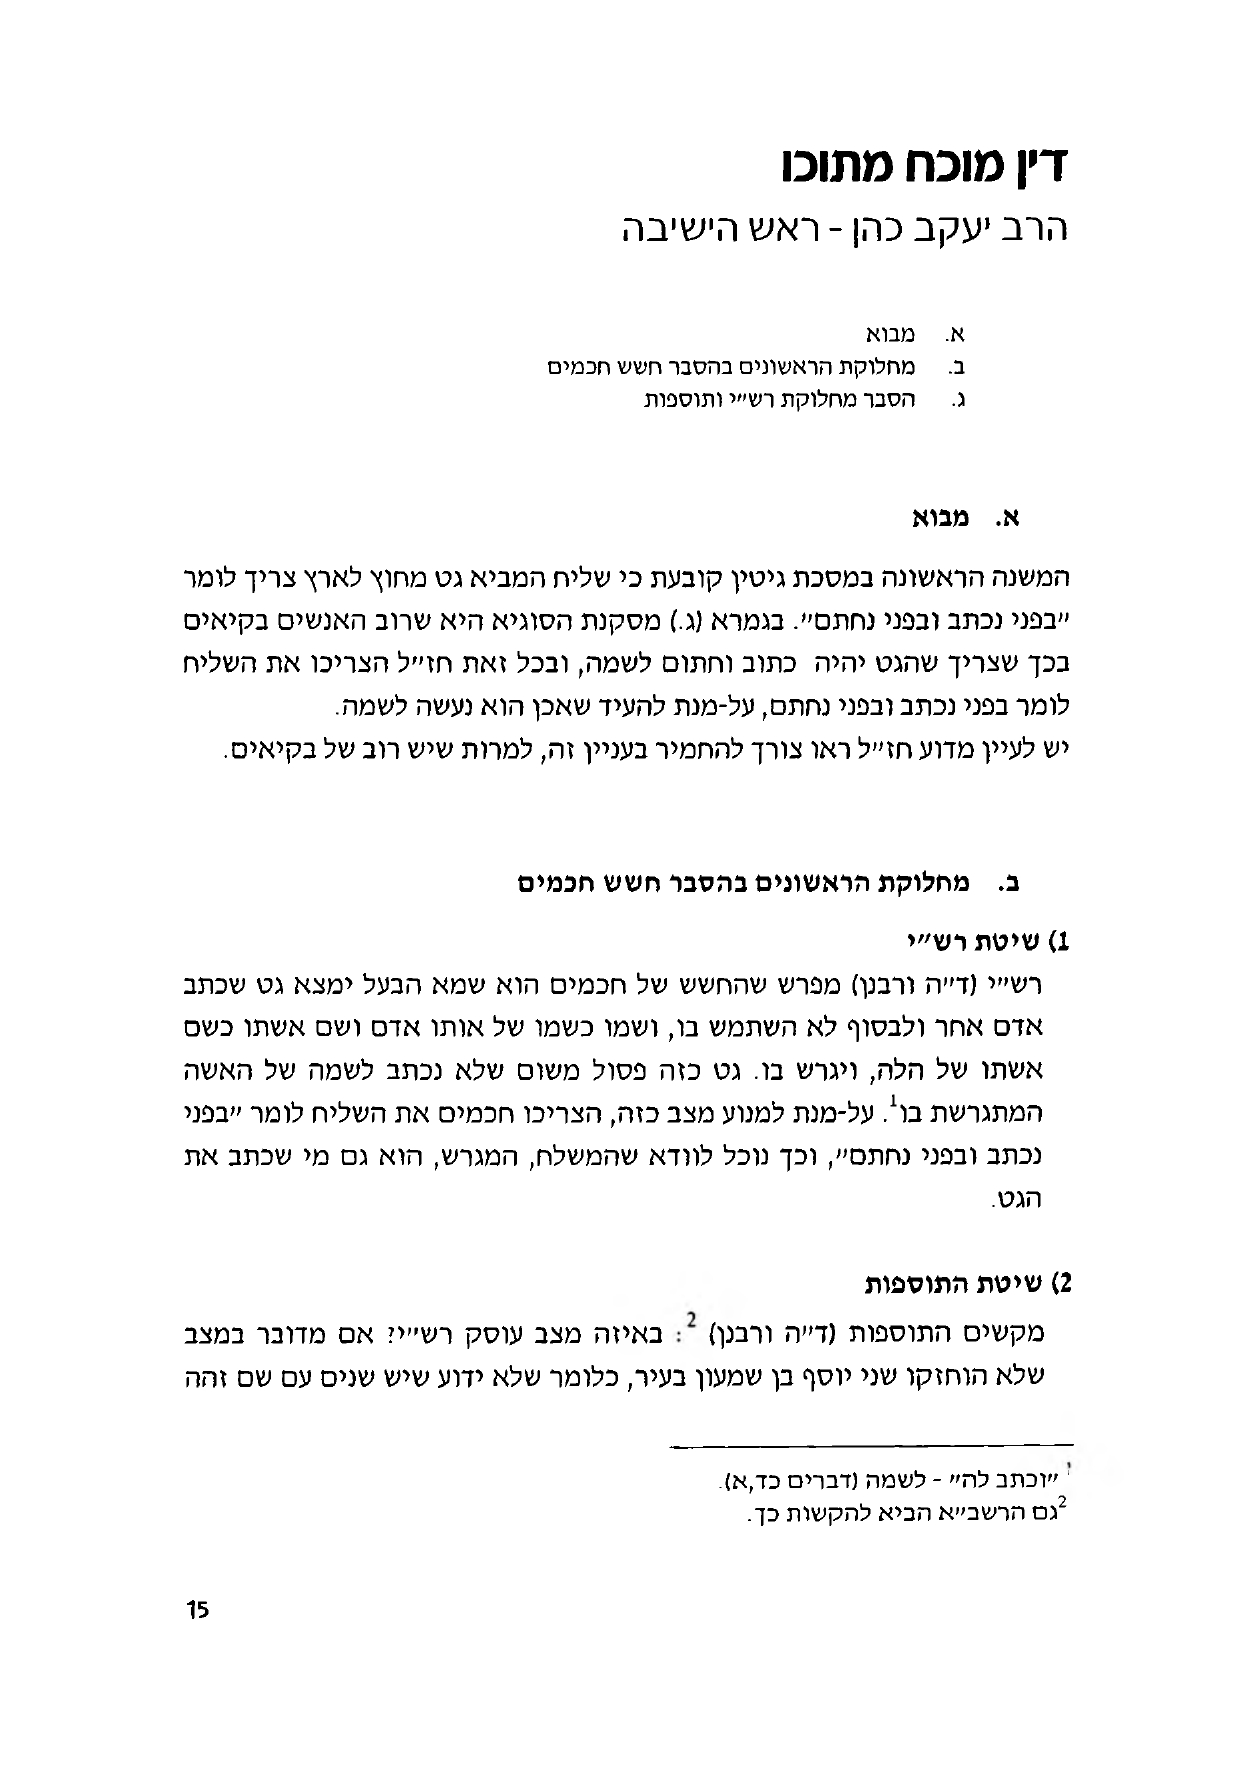 דין מוכח מתוכו
הרב יעקב כהן - ראש הישיבה
א. מבוא
ב. מחלוקת הראשונים בהסבר חשש חכמים
ג. הסבר מחלוקת רש״י ותוספות
א. מבוא
המשנה הראשונה במסכת גיטין קובעת כי שליח המביא גט מחוץ לארץ צריך לומר
״בפני נכתב ובפני נחתם״. בגמרא (ג.) מסקנת הסוגיא היא שרוב האנשים בקיאים
בכך שצריך שהגט יהיה כתוב וחתום לשמה, ובכל זאת חז״ל הצריכו את השליח
לומר בפני נכתב ובפני נחתם, על-מנת להעיד שאכן הוא נעשה לשמה.
יש לעיין מדוע חז״ל ראו צורך להחמיר בעניין זה, למרות שיש רוב של בקיאים.
ב. מחלוקת הראשונים בהסבר חשש חכמים
1) שיטת רש״י
רש״י (ד״ה ורבנן) מפרש שהחשש של חכמים הוא שמא הבעל ימצא גט שכתב
אדם אחר ולבסוף לא השתמש בו, ושמו כשמו של אותו אדם ושם אשתו כשם
אשתו של הלה, ויגרש בו. גט כזה פסול משום שלא נכתב לשמה של האשה
המתגרשת בו¹. על-מנת למנוע מצב כזה, הצריכו חכמים את השליח לומר ״בפני
נכתב ובפני נחתם״, וכך נוכל לוודא שהמשלח, המגרש, הוא גם מי שכתב את
הגט.
2) שיטת התוספות
מקשים התוספות (ד״ה ורבנן) ²: באיזה מצב עוסק רש״י? אם מדובר במצב
שלא הוחזקו שני יוסף בן שמעון בעיר, כלומר שלא ידוע שיש שנים עם שם זהה
¹ ״וכתב לה״ - לשמה (דברים כד,א).
² גם הרשב״א הביא להקשות כך.
15